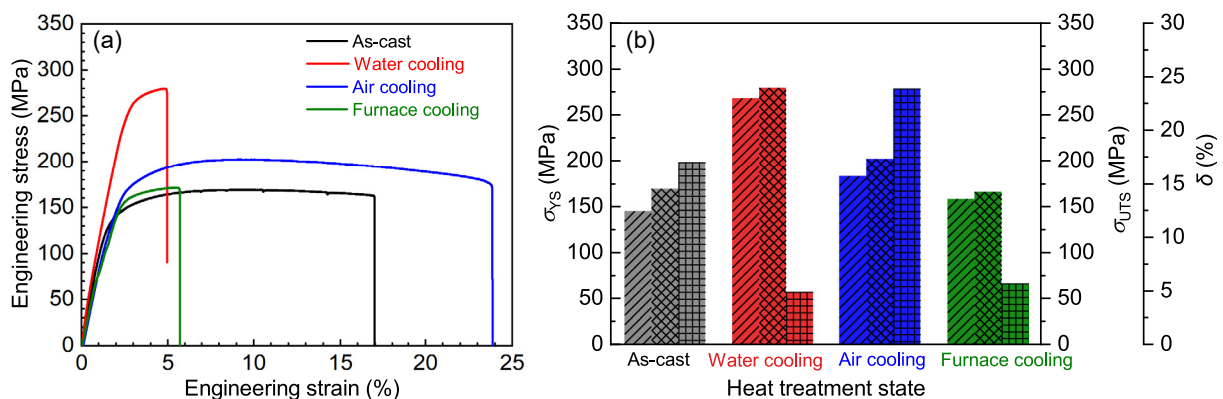 (a)
As-cast
Water cooling
Air cooling
Furnace cooling
Engineering stress (MPa)
350
300
250
200
150
100
50
0
0
5
10
15
20
25
Engineering strain (%)
(b)
σYS (MPa)
350
300
250
200
150
100
50
0
As-cast
Water cooling
Air cooling
Furnace cooling
Heat treatment state
350
300
250
200
150
100
50
0
σUTS (MPa)
30
25
20
15
10
5
0
δ (%)